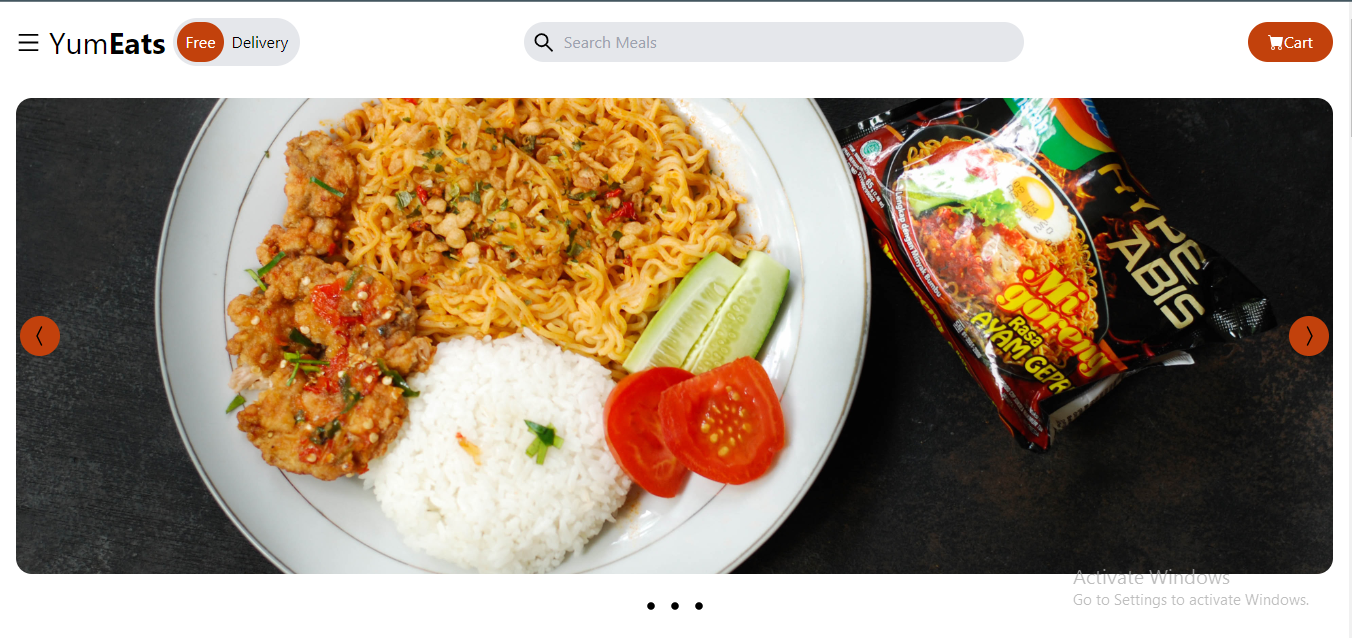 YumEats
Free Delivery
Search Meals
Cart
HYPE
ABIS
Mi
goreng
Rasa
AYAM GEPR
Activate Windows
Go to Settings to activate Windows.